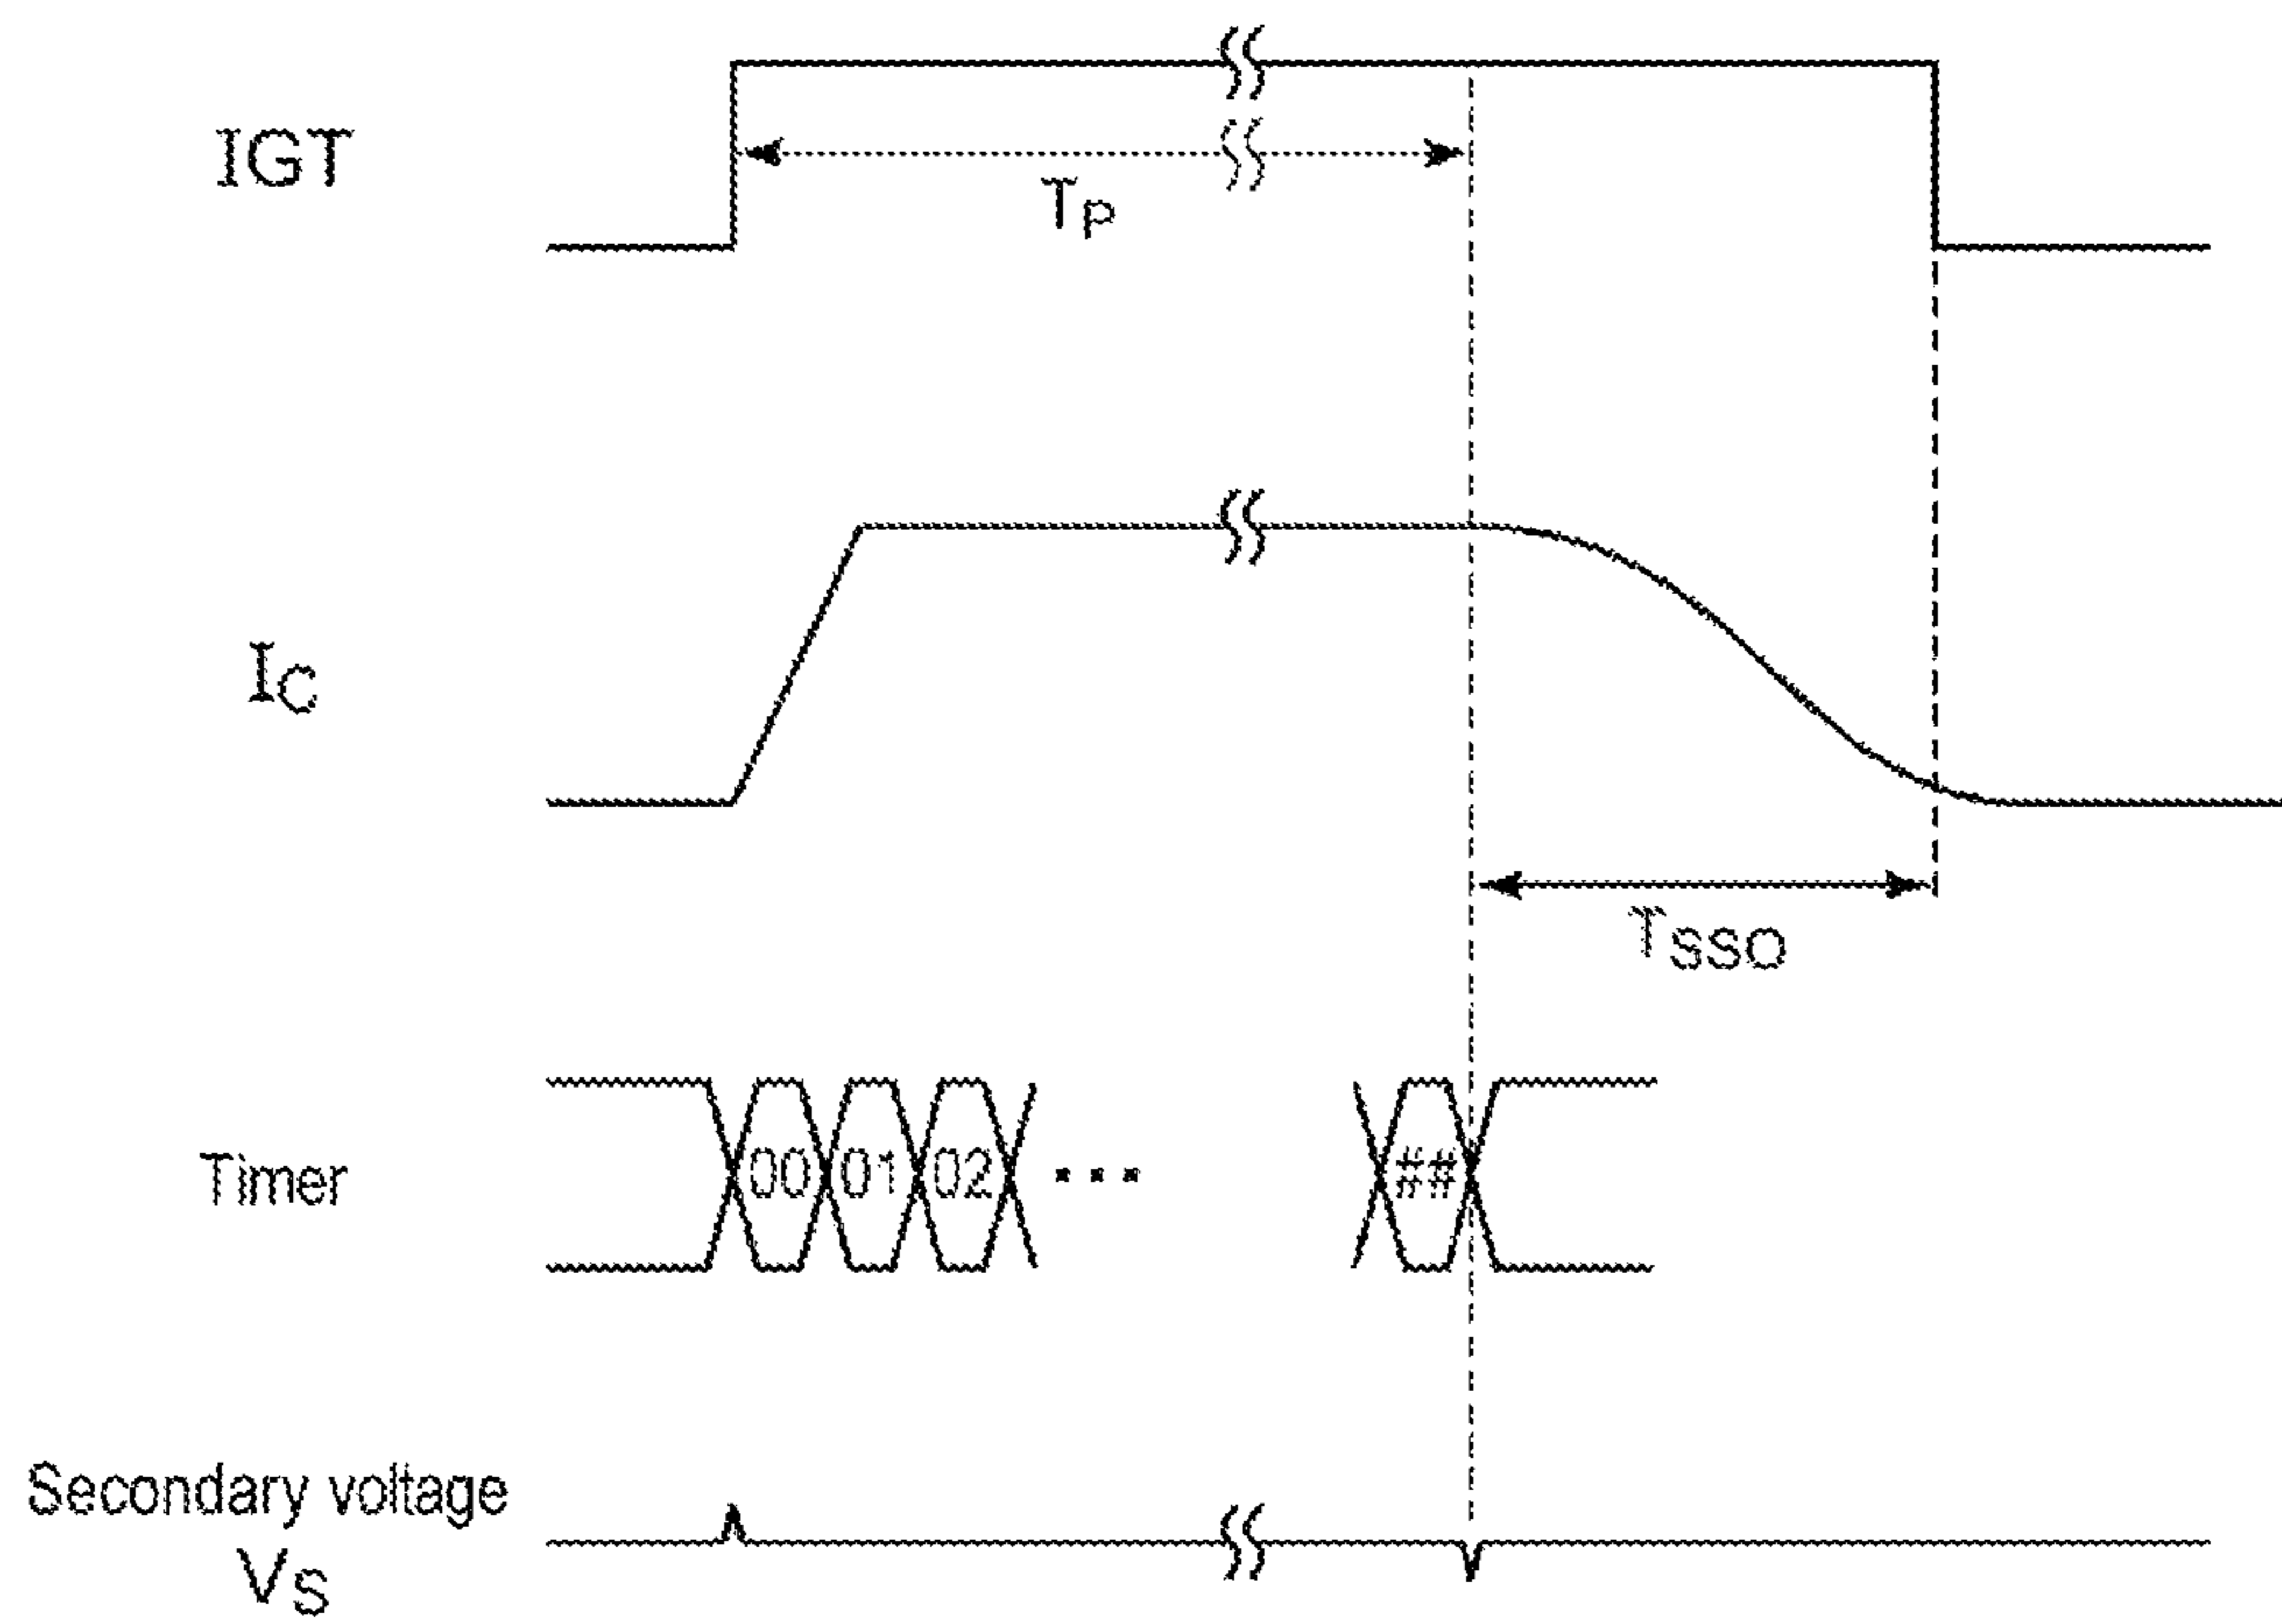 IGT
TP
IC
TSSO
Timer
00 01 02 ... ##
Secondary voltage
VS